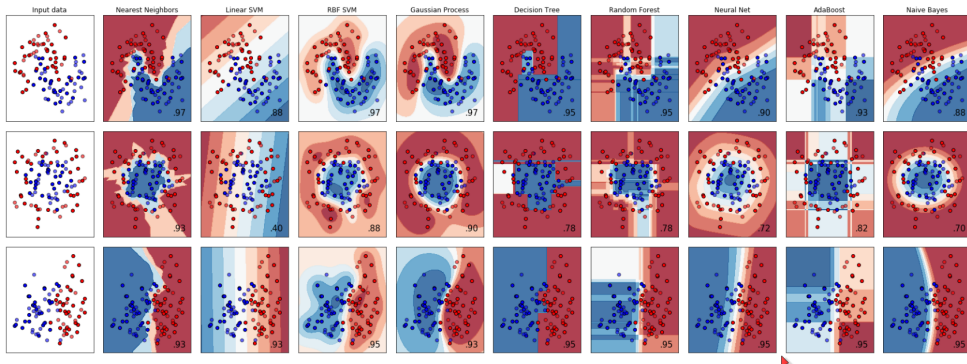 Input data Nearest Neighbors Linear SVM RBF SVM Gaussian Process Decision Tree Random Forest Neural Net AdaBoost Naive Bayes
.97 .88 .97 .97 .95 .95 .90 .93 .88
.93 .40 .88 .90 .78 .78 .72 .82 .70
.93 .93 .95 .93 .95 .95 .95 .95 .95